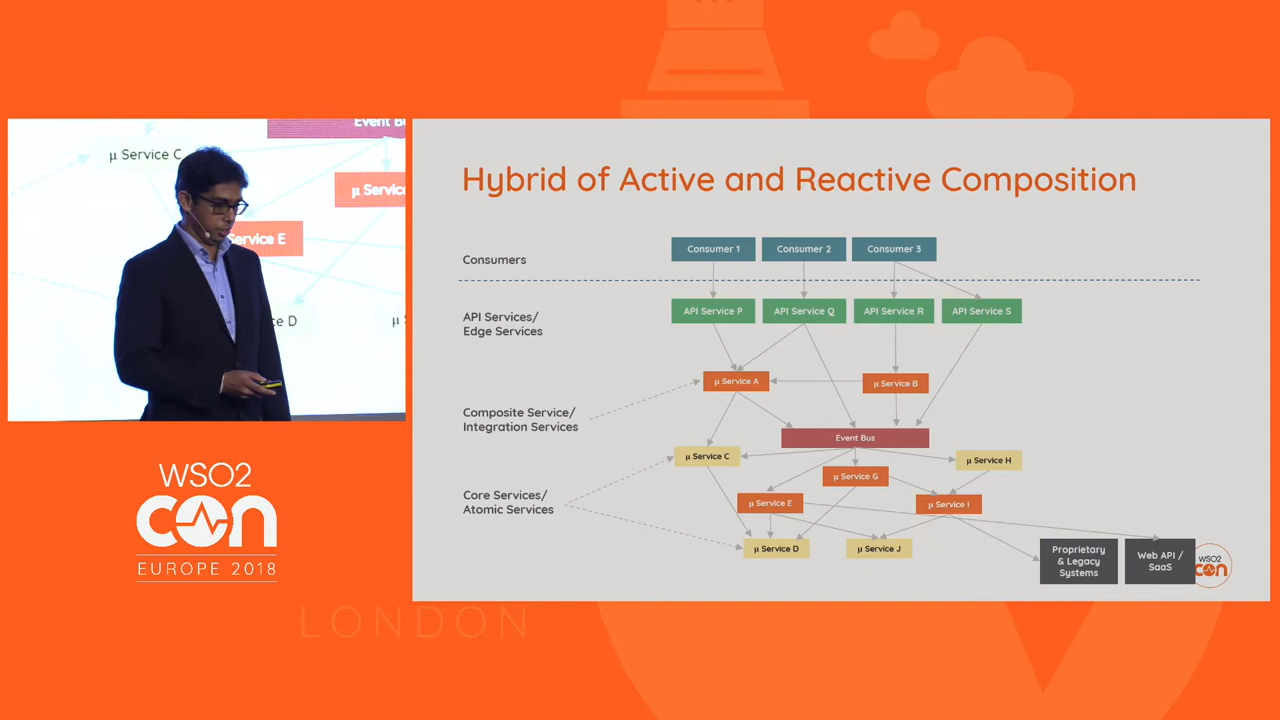 Event B
μ Service C
μ Service
Service E
ce D
μ S
WSO2
CON
EUROPE 2018
LONDON
Hybrid of Active and Reactive Composition
Consumers
Consumer 1
Consumer 2
Consumer 3
API Services/
Edge Services
API Service P
API Service Q
API Service R
API Service S
μ Service A
μ Service B
Composite Service/
Integration Services
Event Bus
μ Service C
μ Service H
μ Service G
Core Services/
Atomic Services
μ Service E
μ Service I
μ Service D
μ Service J
Proprietary
& Legacy
Systems
Web API /
SaaS
WSO2
CON